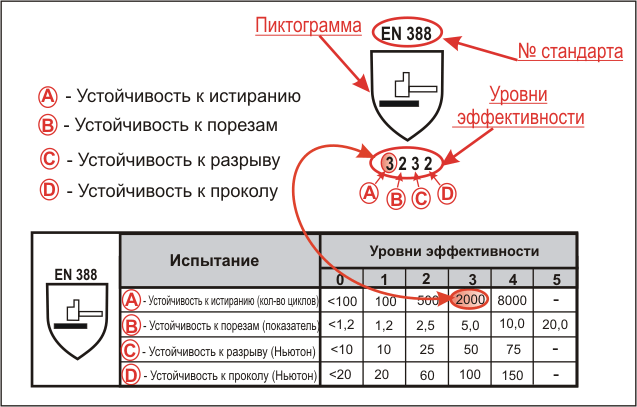 Пиктограмма
EN 388
№ стандарта
A - Устойчивость к истиранию
B - Устойчивость к порезам
C - Устойчивость к разрыву
D - Устойчивость к проколу
Уровни
эффективности
3 2 3 2
A B C D
EN 388
Испытание
Уровни эффективности
0 1 2 3 4 5
A - Устойчивость к истиранию (кол-во циклов) <100 100 500 2000 8000 -
B - Устойчивость к порезам (показатель) <1,2 1,2 2,5 5,0 10,0 20,0
C - Устойчивость к разрыву (Ньютон) <10 10 25 50 75 -
D - Устойчивость к проколу (Ньютон) <20 20 60 100 150 -